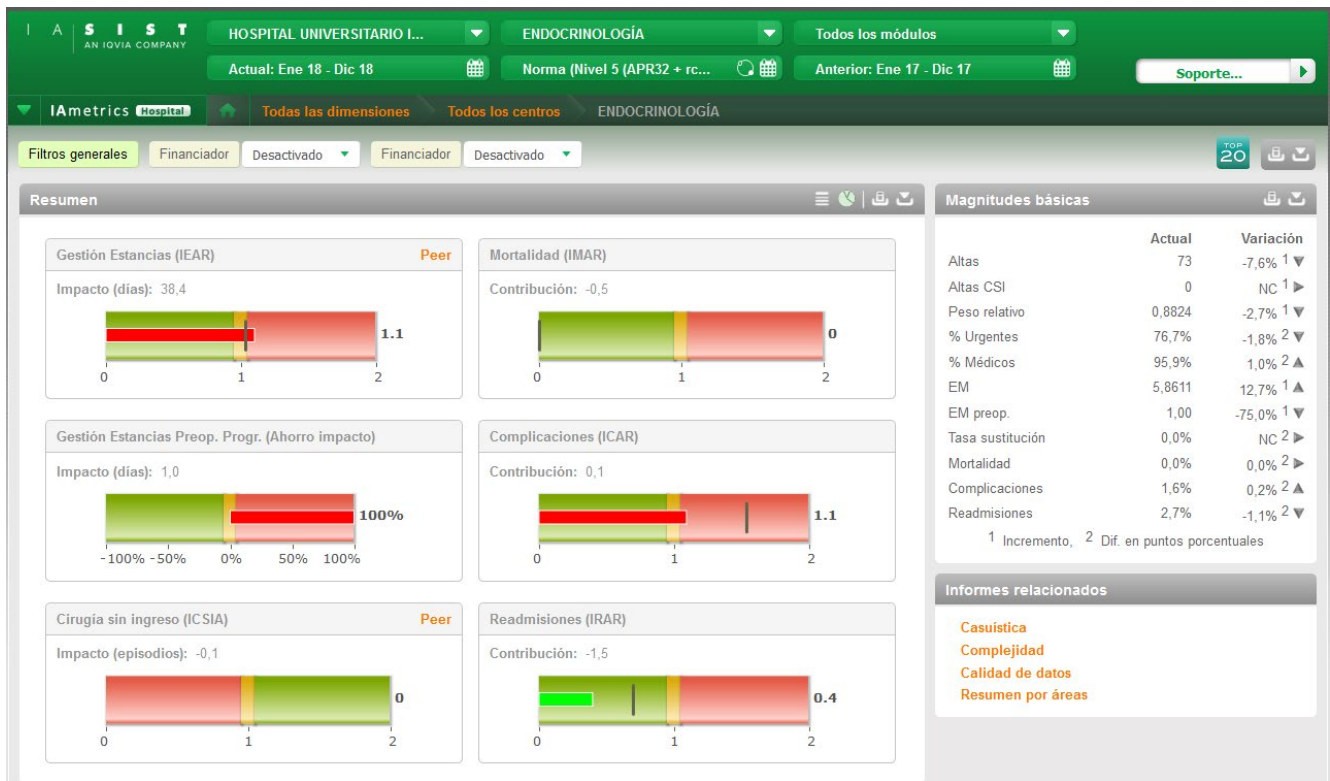 I A S I S T
AN IQVIA COMPANY
HOSPITAL UNIVERSITARIO I...
ENDOCRINOLOGÍA
Todos los módulos
Actual: Ene 18 - Dic 18
Norma (Nivel 5 (APR32 + rc...
Anterior: Ene 17 - Dic 17
Soporte...
IAmetrics Hospital
Todas las dimensiones
Todos los centros
ENDOCRINOLOGÍA
Filtros generales
Financiador
Desactivado
Financiador
Desactivado
TOP 20
Resumen
Gestión Estancias (IEAR)
Peer
Impacto (días): 38,4
1.1
0 1 2
Mortalidad (IMAR)
Contribución: -0,5
0
0 1 2
Gestión Estancias Preop. Progr. (Ahorro impacto)
Impacto (días): 1,0
100%
-100% -50% 0% 50% 100%
Complicaciones (ICAR)
Contribución: 0,1
1.1
0 1 2
Cirugía sin ingreso (ICSIA)
Peer
Impacto (episodios): -0,1
0
0 1 2
Readmisiones (IRAR)
Contribución: -1,5
0.4
0 1 2
Magnitudes básicas
Actual Variación
Altas 73 -7,6% 1
Altas CSI 0 NC 1
Peso relativo 0,8824 -2,7% 1
% Urgentes 76,7% -1,8% 2
% Médicos 95,9% 1,0% 2
EM 5,8611 12,7% 1
EM preop. 1,00 -75,0% 1
Tasa sustitución 0,0% NC 2
Mortalidad 0,0% 0,0% 2
Complicaciones 1,6% 0,2% 2
Readmisiones 2,7% -1,1% 2
1 Incremento, 2 Dif. en puntos porcentuales
Informes relacionados
Casuística
Complejidad
Calidad de datos
Resumen por áreas